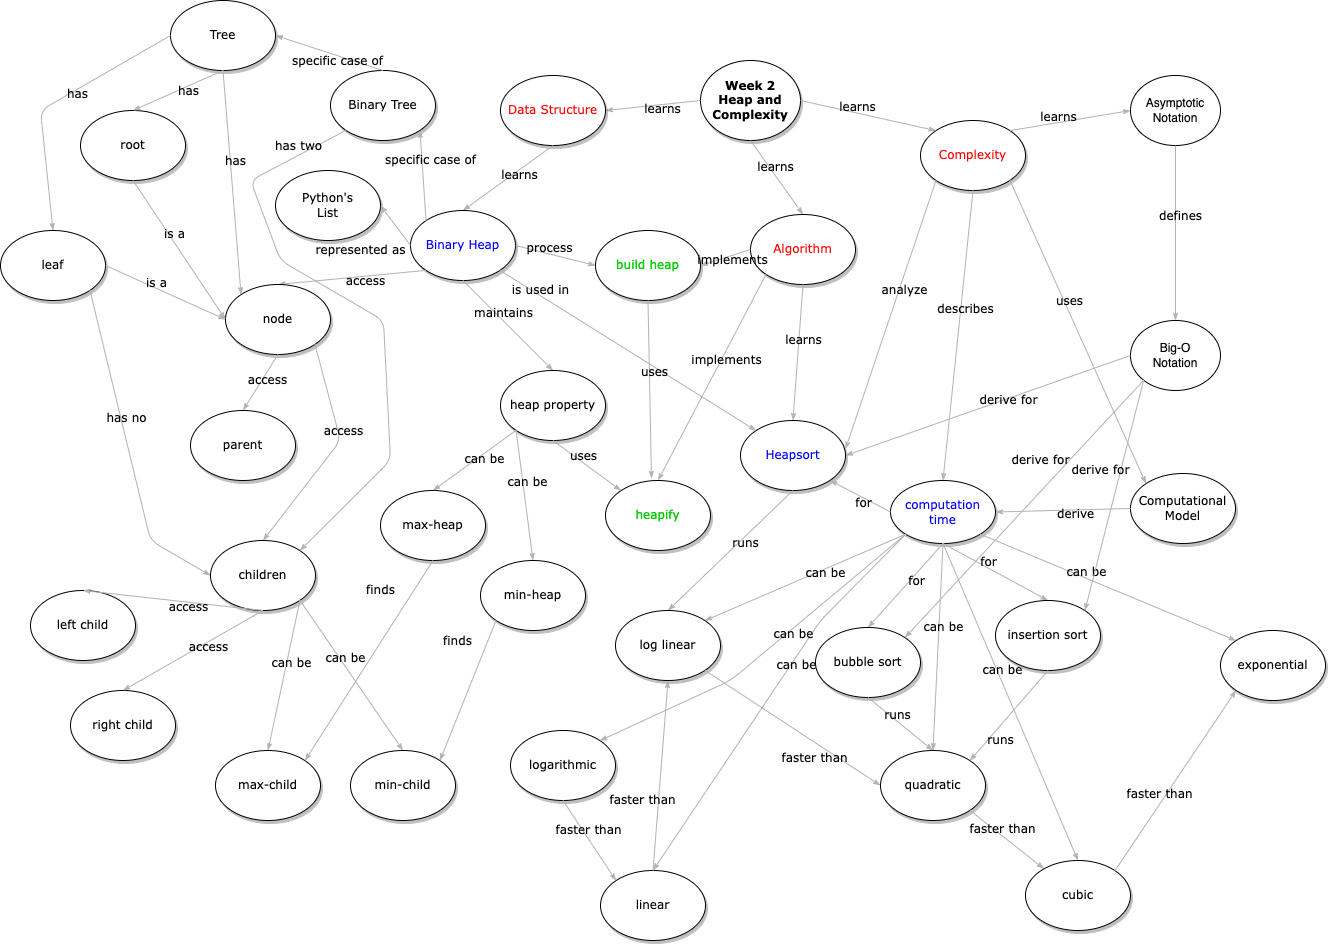 Tree
specific case of
Week 2
Heap and
Complexity
Binary Tree
Data Structure
learns
learns
Asymptotic
Notation
has
has
learns
root
has two
Complexity
has
specific case of
learns
learns
Python's
List
defines
is a
represented as
Binary Heap
process
build heap
implements
Algorithm
leaf
is a
access
is used in
analyze
uses
node
maintains
describes
learns
Big-O
Notation
access
uses
implements
derive for
has no
parent
access
heap property
can be
uses
Heapsort
derive for
derive for
can be
max-heap
heapify
for
computation
time
derive
Computational
Model
runs
children
finds
min-heap
can be
for
for
can be
access
left child
access
finds
log linear
can be
can be
insertion sort
can be
can be
can be
bubble sort
can be
exponential
right child
runs
runs
max-child
min-child
logarithmic
faster than
quadratic
faster than
faster than
faster than
faster than
linear
cubic